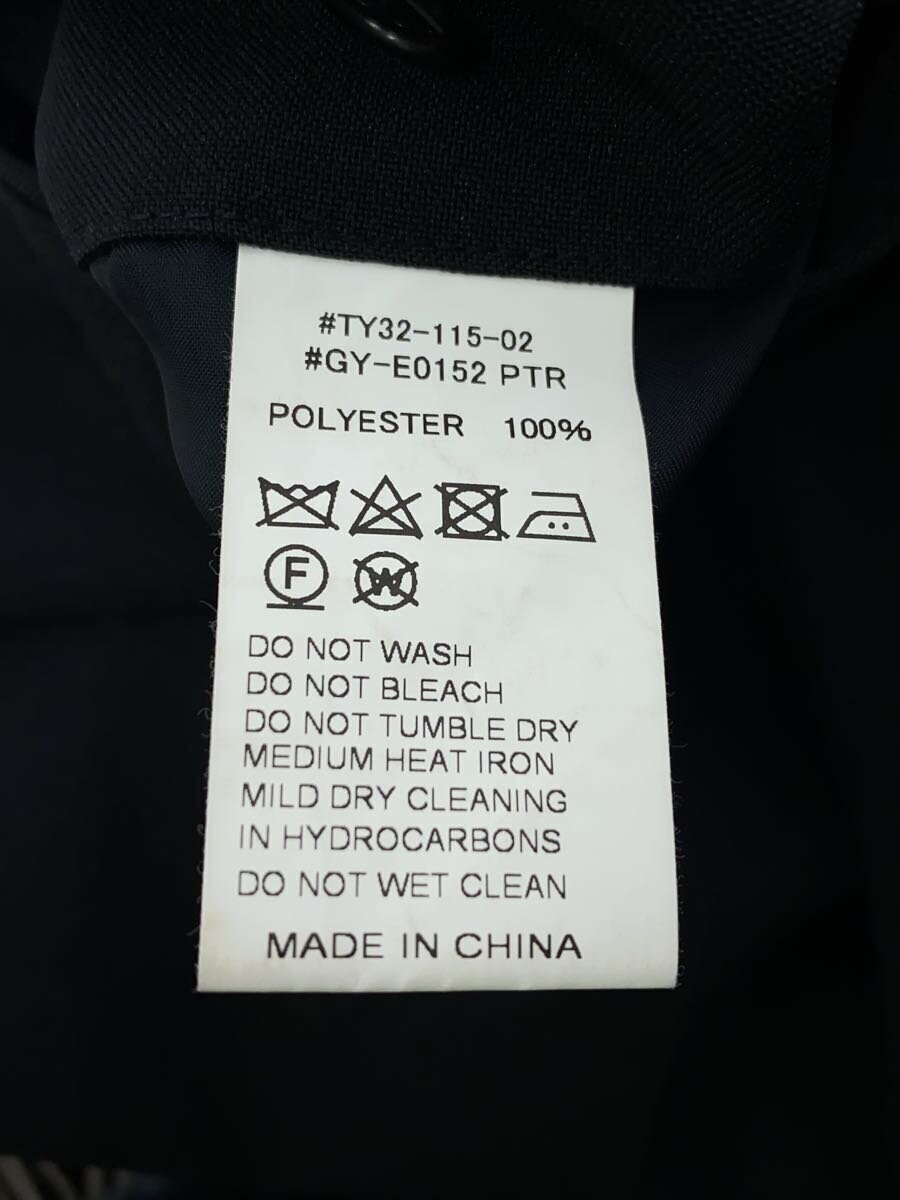 #TY32-115-02
#GY-E0152 PTR
POLYESTER 100%
F W
DO NOT WASH
DO NOT BLEACH
DO NOT TUMBLE DRY
MEDIUM HEAT IRON
MILD DRY CLEANING
IN HYDROCARBONS
DO NOT WET CLEAN
MADE IN CHINA